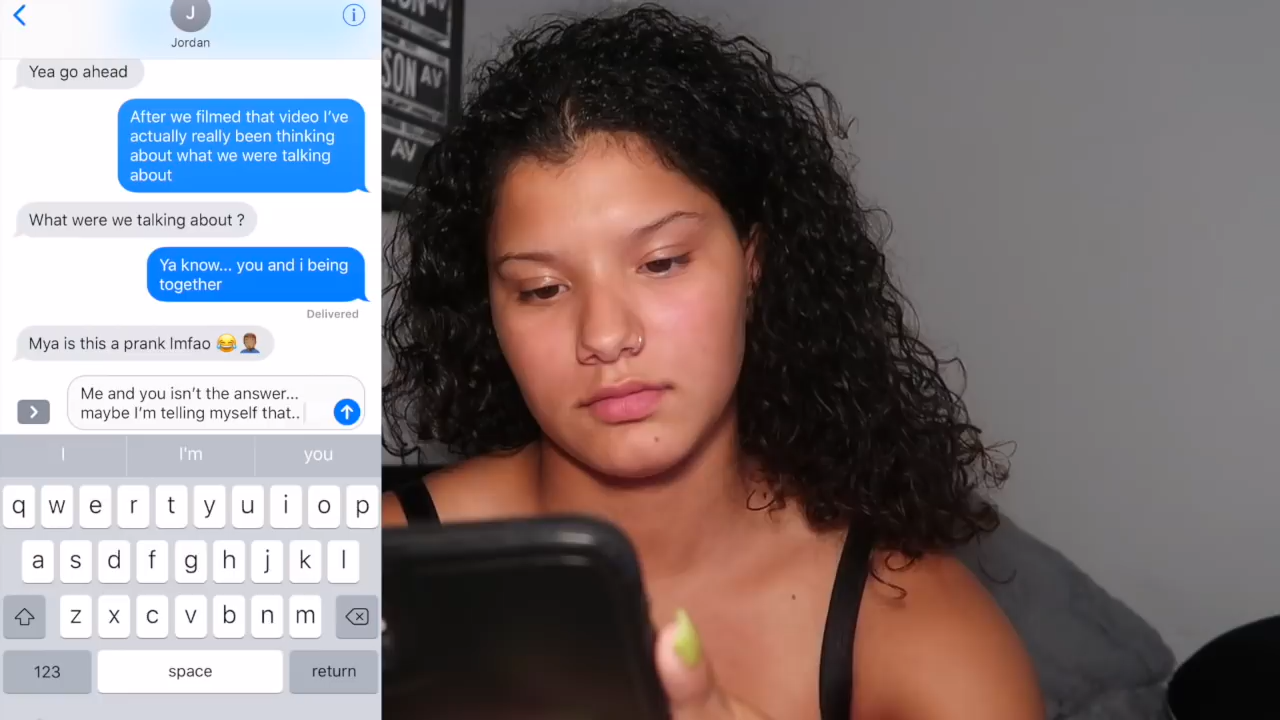 J
Jordan
Yea go ahead
After we filmed that video I've
actually really been thinking
about what we were talking
about
What were we talking about ?
Ya know... you and i being
together
Delivered
Mya is this a prank lmfao 😂 🤦🏽‍♂️
Me and you isn't the answer...
maybe I'm telling myself that..
I I'm you
q w e r t y u i o p
a s d f g h j k l
z x c v b n m
123 space return
SON AV
AV